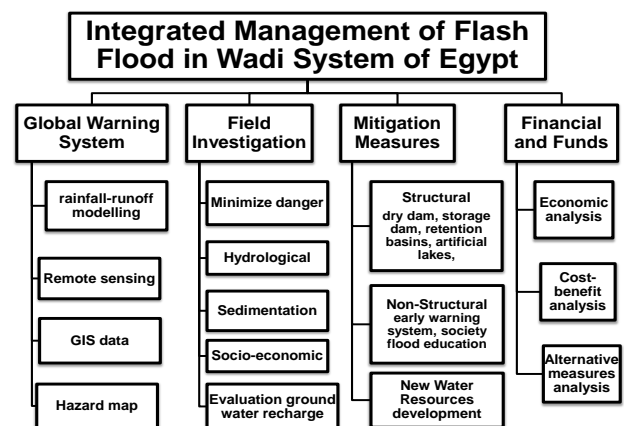 Integrated Management of Flash
Flood in Wadi System of Egypt
Global Warning
System
rainfall-runoff
modelling
Remote sensing
GIS data
Hazard map
Field
Investigation
Minimize danger
Hydrological
Sedimentation
Socio-economic
Evaluation ground
water recharge
Mitigation
Measures
Structural
dry dam, storage
dam, retention
basins, artificial
lakes,
Non-Structural
early warning
system, society
flood education
New Water
Resources
development
Financial
and Funds
Economic
analysis
Cost-
benefit
analysis
Alternative
measures
analysis